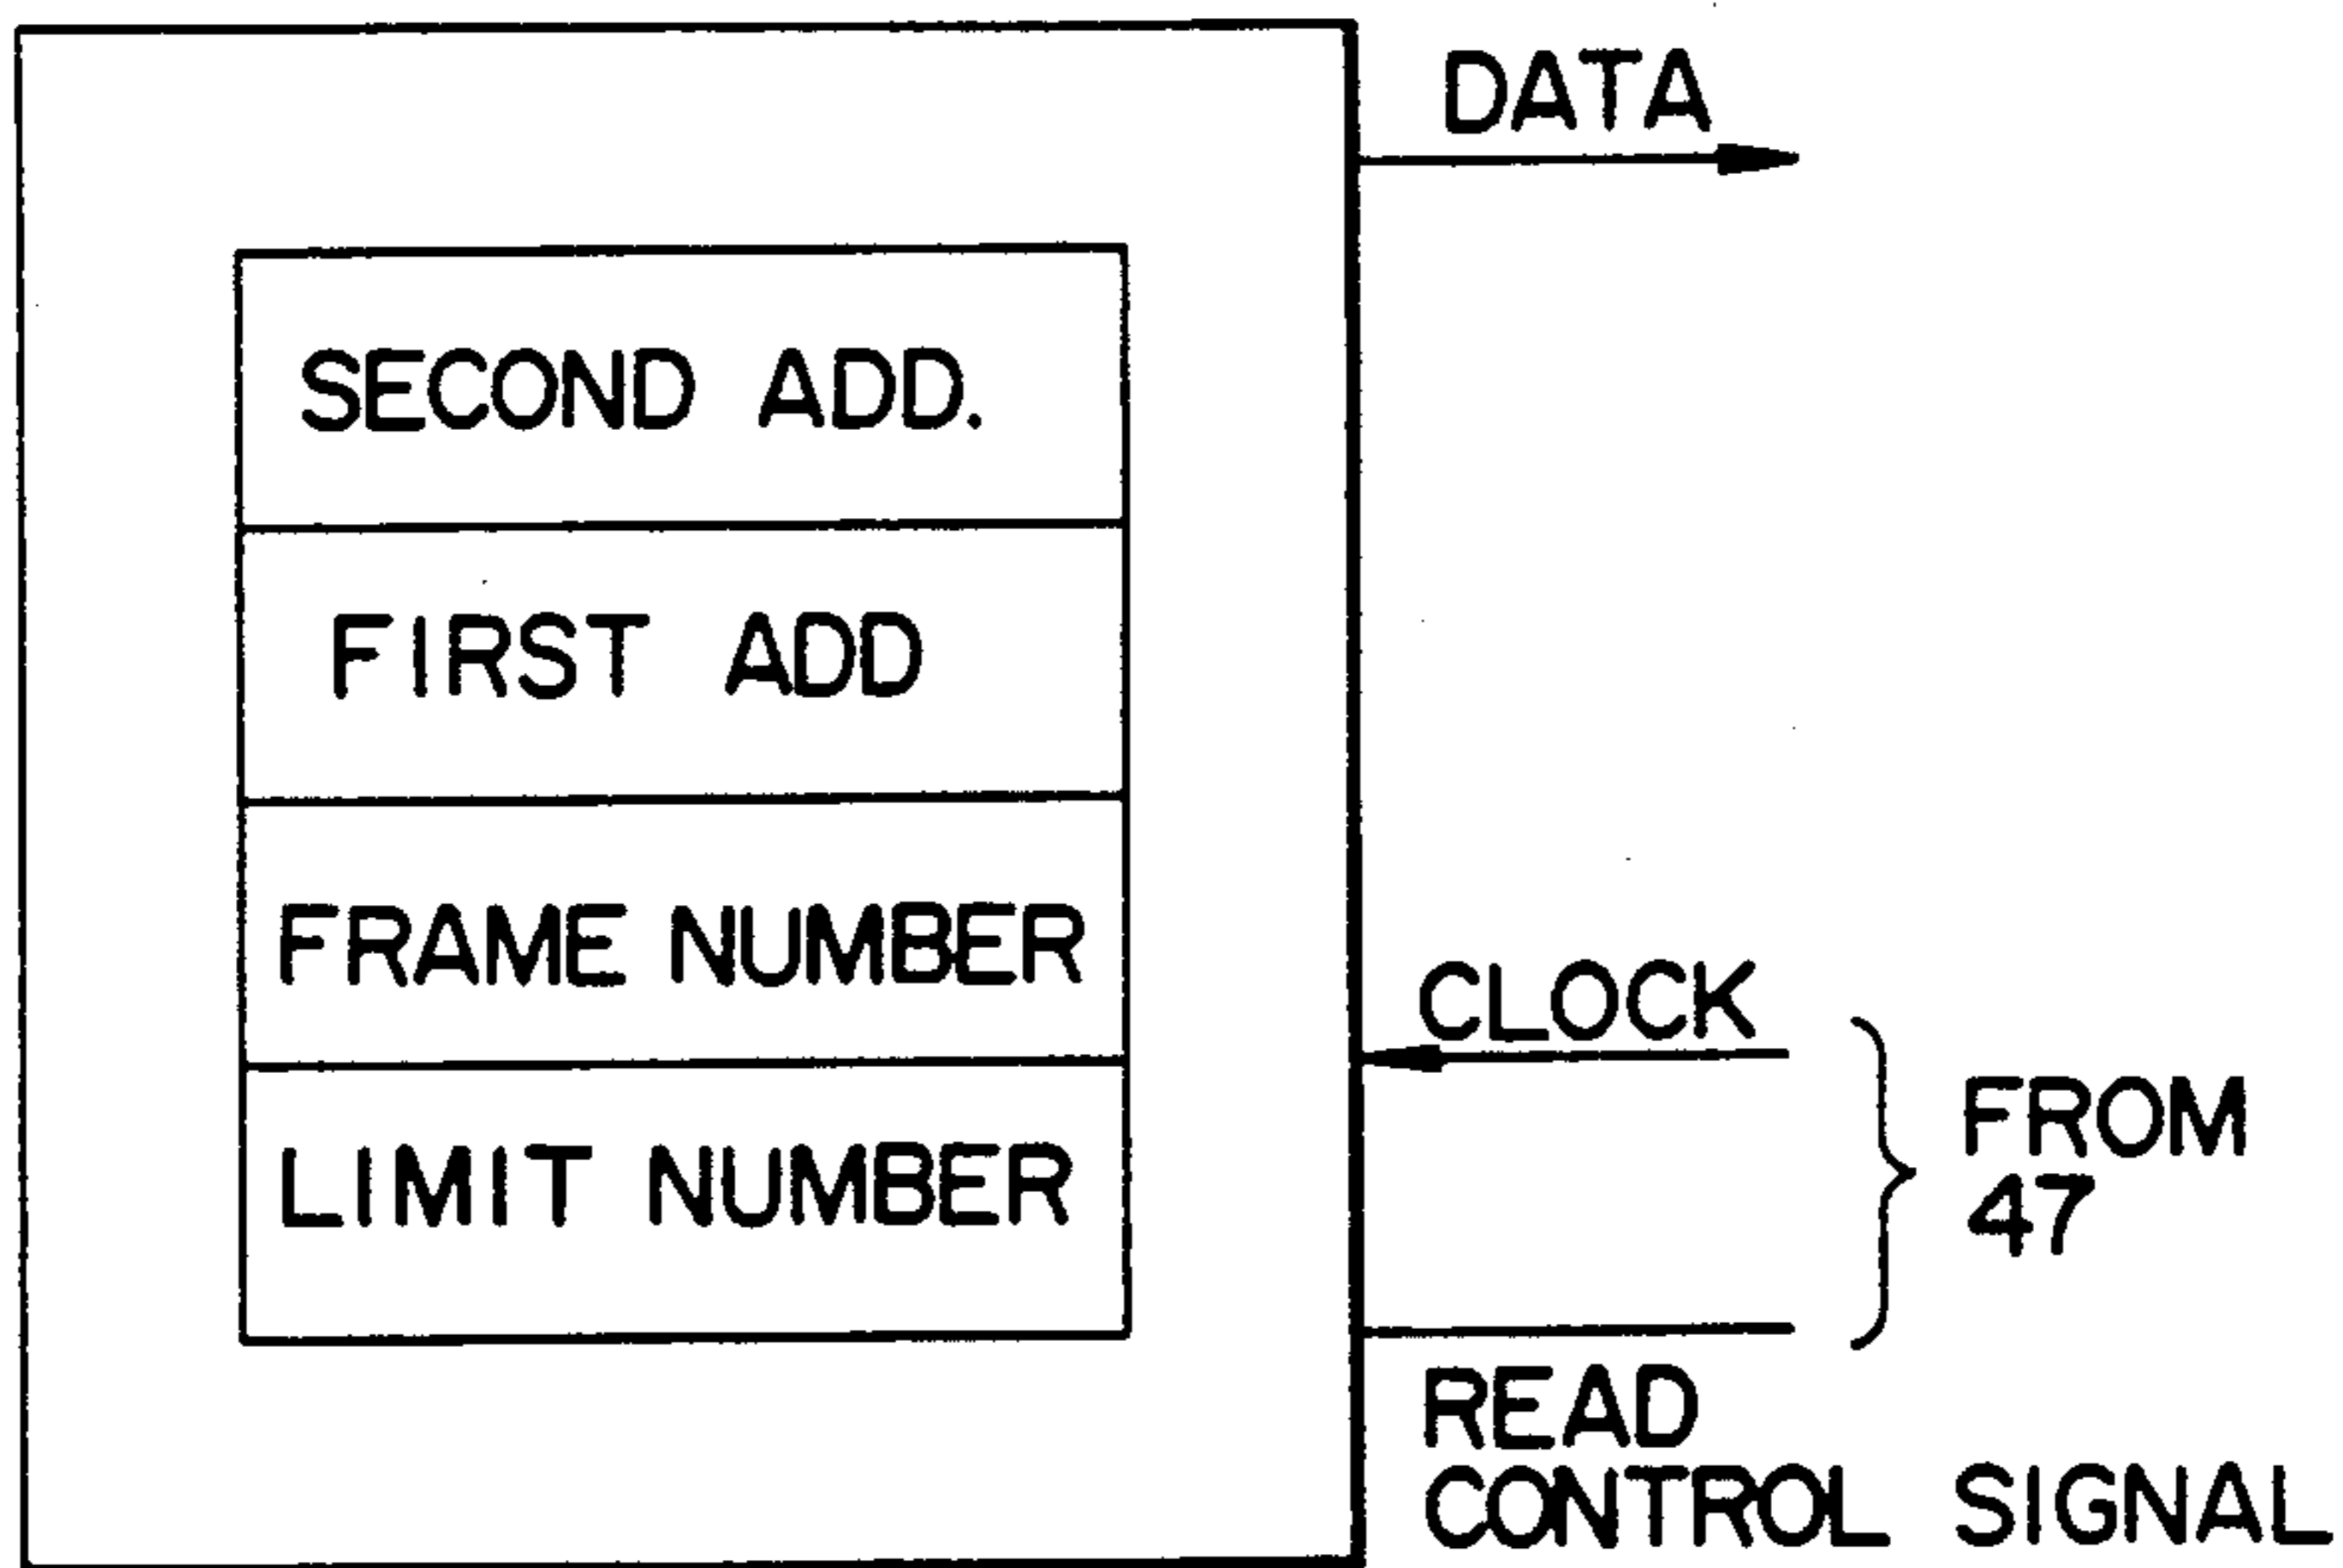 DATA
SECOND ADD.
FIRST ADD
FRAME NUMBER
LIMIT NUMBER
CLOCK
FROM
47
READ
CONTROL SIGNAL